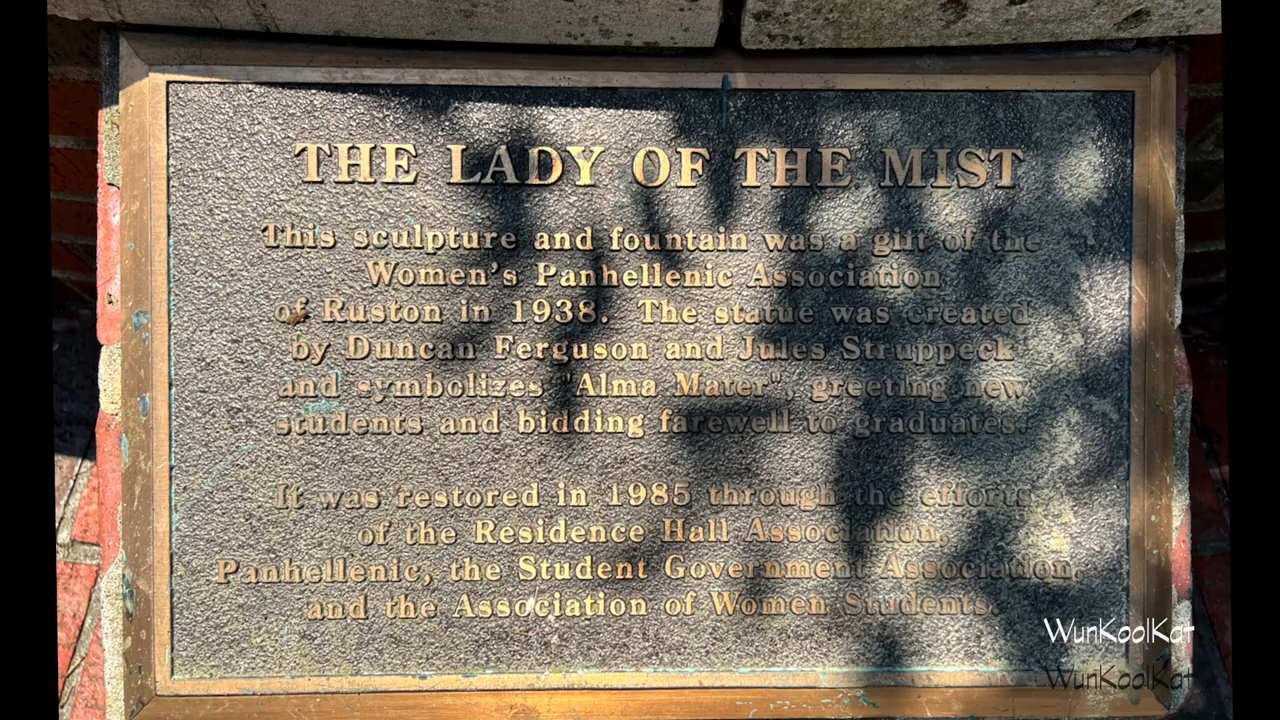 THE LADY OF THE MIST
This sculpture and fountain was a gift of the
Women's Panhellenic Association
of Ruston in 1938. The statue was created
by Duncan Ferguson and Jules Struppeck
and symbolizes "Alma Mater", greeting new
students and bidding farewell to graduates.
It was restored in 1985 through the efforts
of the Residence Hall Association,
Panhellenic, the Student Government Association,
and the Association of Women Students.
WunKoolKat
WunKoolKat